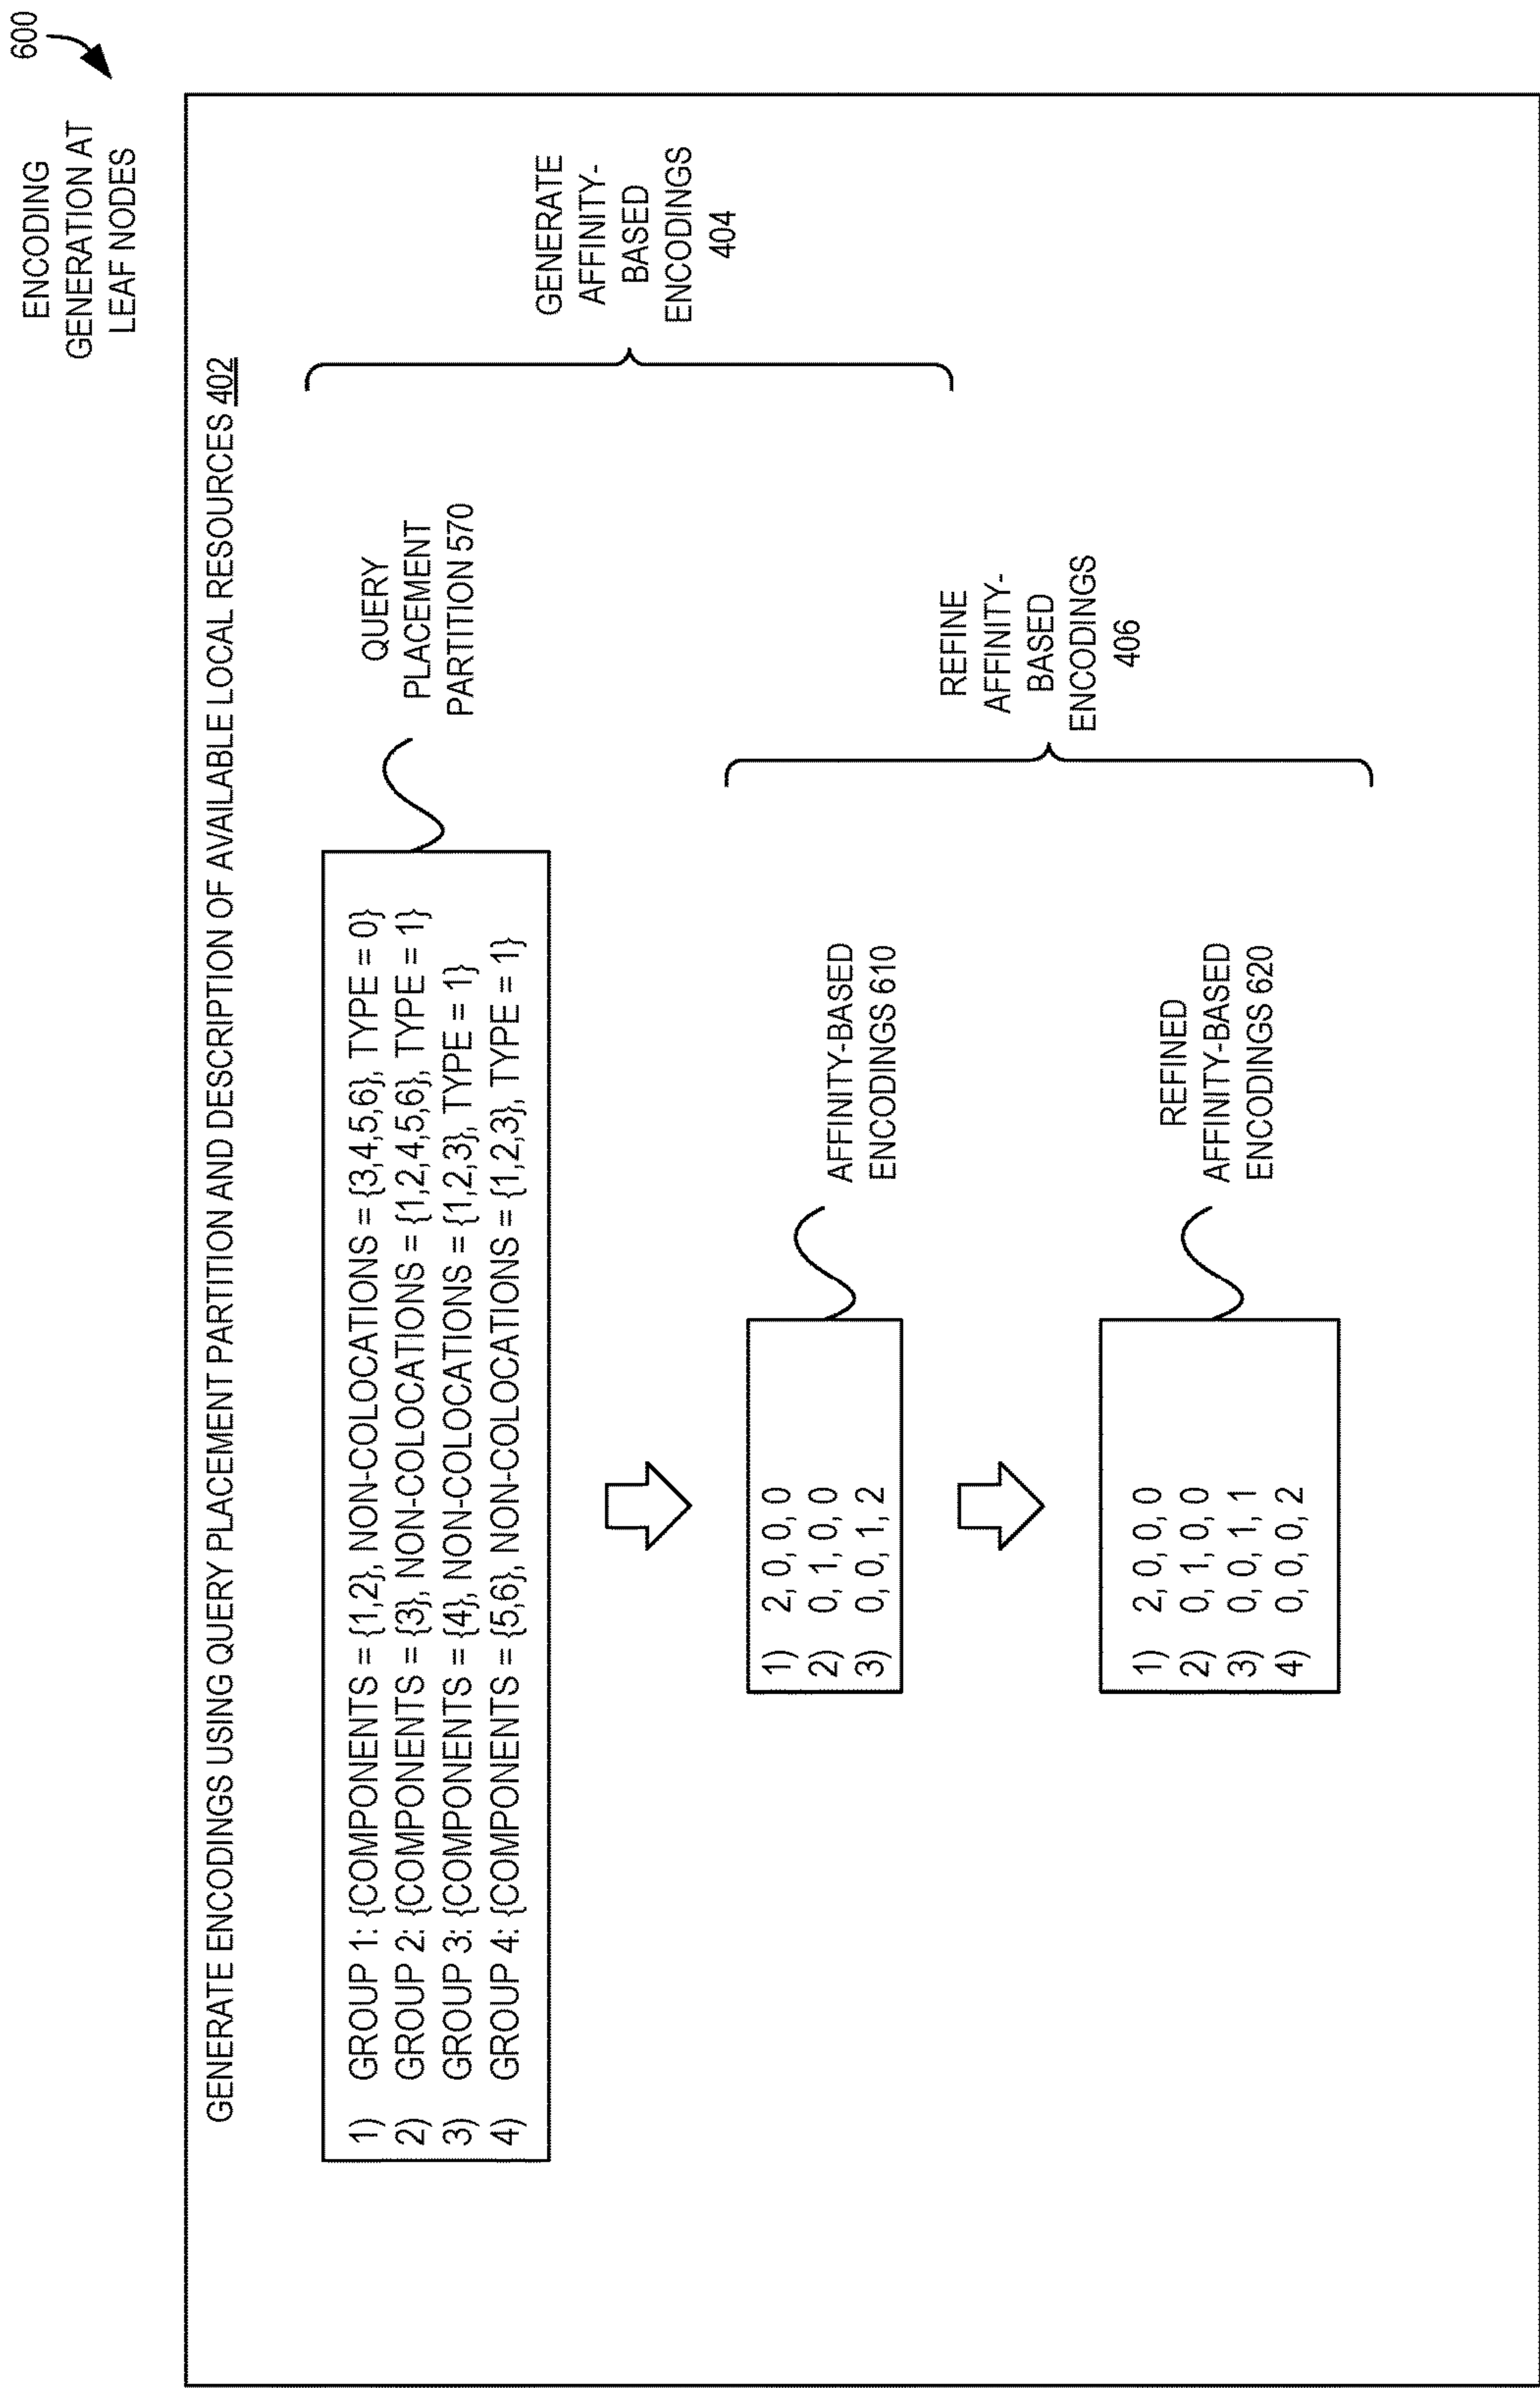 ENCODING
GENERATION AT
LEAF NODES
600
GENERATE ENCODINGS USING QUERY PLACEMENT PARTITION AND DESCRIPTION OF AVAILABLE LOCAL RESOURCES 402
1) GROUP 1: {COMPONENTS = {1,2}, NON-COLOCATIONS = {3,4,5,6}, TYPE = 0}
2) GROUP 2: {COMPONENTS = {3}, NON-COLOCATIONS = {1,2,4,5,6}, TYPE = 1}
3) GROUP 3: {COMPONENTS = {4}, NON-COLOCATIONS = {1,2,3}, TYPE = 1}
4) GROUP 4: {COMPONENTS = {5,6}, NON-COLOCATIONS = {1,2,3}, TYPE = 1}
QUERY
PLACEMENT
PARTITION 570
GENERATE
AFFINITY-
BASED
ENCODINGS
404
1) 2, 0, 0, 0
2) 0, 1, 0, 0
3) 0, 0, 1, 2
AFFINITY-BASED
ENCODINGS 610
REFINE
AFFINITY-
BASED
ENCODINGS
406
1) 2, 0, 0, 0
2) 0, 1, 0, 0
3) 0, 0, 1, 1
4) 0, 0, 0, 2
REFINED
AFFINITY-BASED
ENCODINGS 620